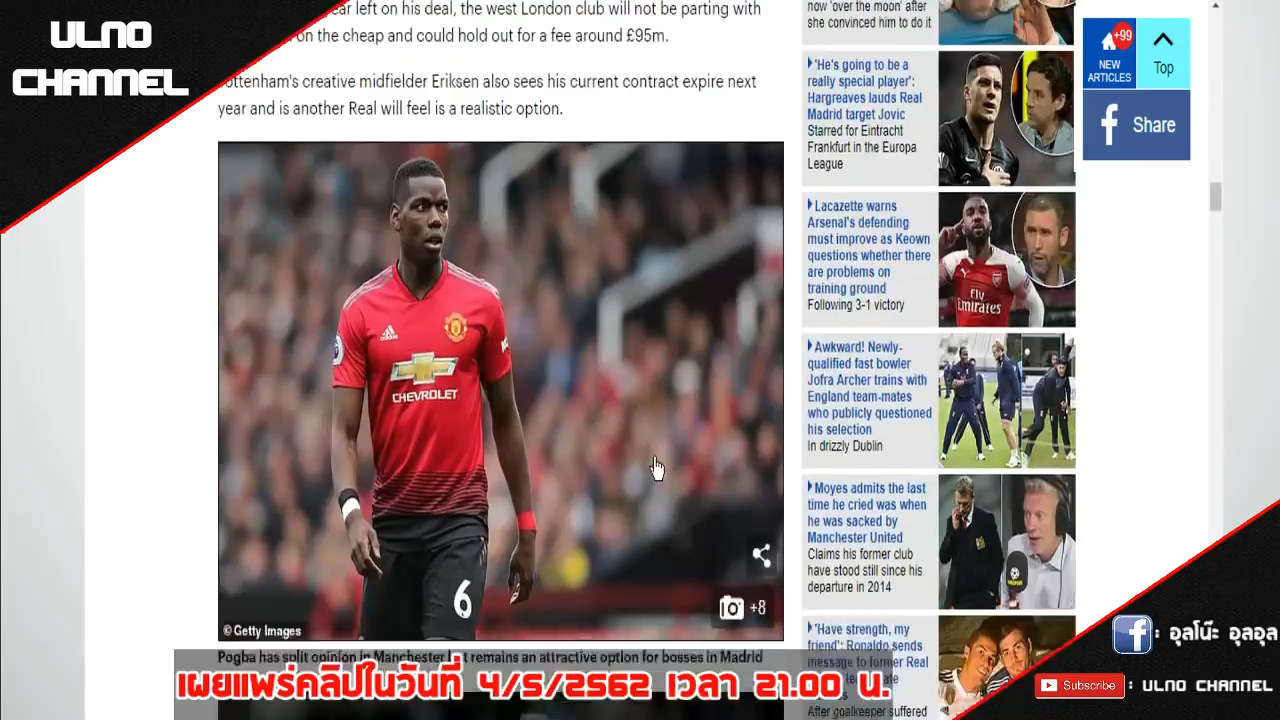 ULNO
CHANNEL
ear left on his deal, the west London club will not be parting with
on the cheap and could hold out for a fee around £95m.
ottenham's creative midfielder Eriksen also sees his current contract expire next
year and is another Real will feel is a realistic option.
adidas
CHEVROLET
6
+8
©Getty Images
Pogba has split opinion in Manchester but remains an attractive option for bosses in Madrid
now 'over the moon' after
she convinced him to do it
'He's going to be a
really special player':
Hargreaves lauds Real
Madrid target Jovic
Starred for Eintracht
Frankfurt in the Europa
League
Lacazette warns
Arsenal's defending
must improve as Keown
questions whether there
are problems on
training ground
Following 3-1 victory
Fly
Emirates
Awkward! Newly-
qualified fast bowler
Jofra Archer trains with
England team-mates
who publicly questioned
his selection
In drizzly Dublin
Moyes admits the last
time he cried was when
he was sacked by
Manchester United
Claims his former club
have stood still since his
departure in 2014
'Have strength, my
friend': Ronaldo sends
message to former Real
After goalkeeper suffered
+99
NEW
ARTICLES
Top
f Share
เผยแพร่คลิปในวันที่ 4/5/2562 เวลา 21.00 น.
f : อุลโน๊ะ อุลอุล
Subscribe : ULNO CHANNEL